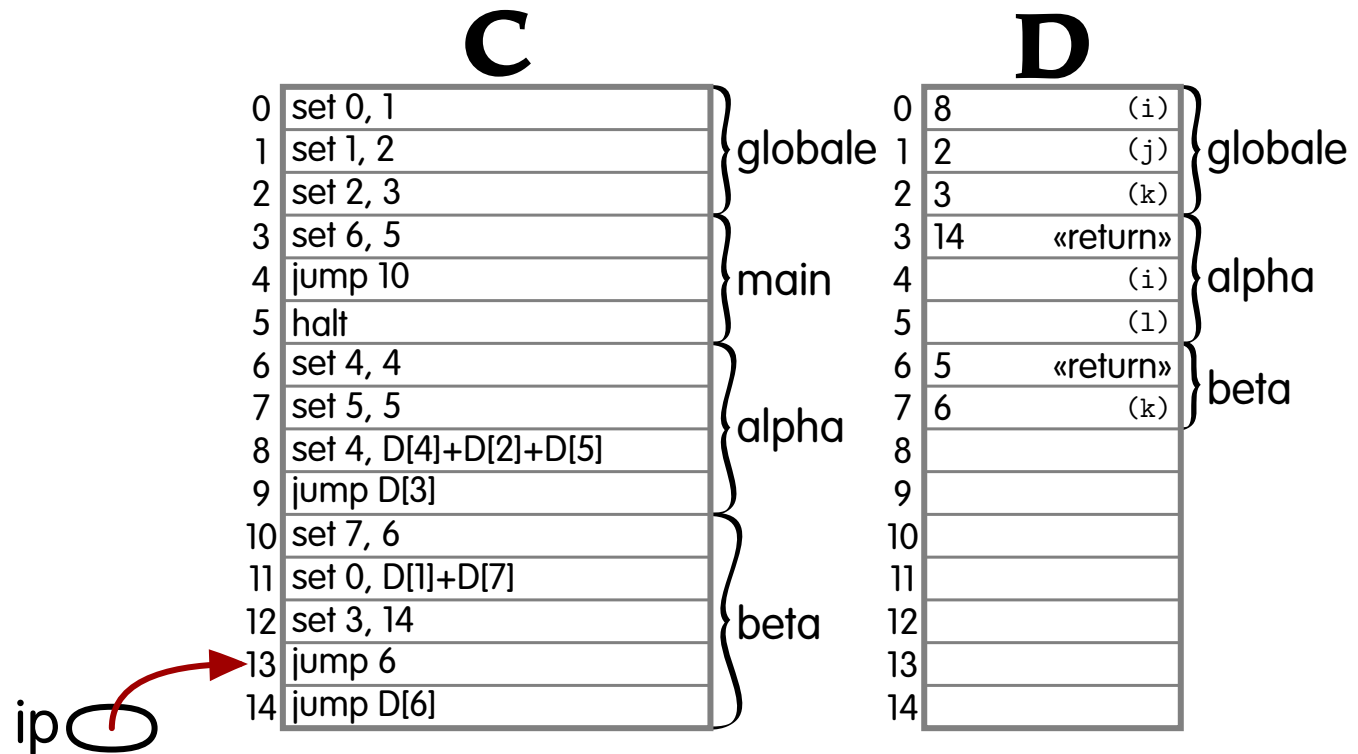 C D
0 set 0, 1 0 8 (i)
1 set 1, 2 globale 1 2 (j) globale
2 set 2, 3 2 3 (k)
3 set 6, 5 3 14 «return»
4 jump 10 main 4 (i) alpha
5 halt 5 (l)
6 set 4, 4 6 5 «return»
7 set 5, 5 7 6 (k) beta
8 set 4, D[4]+D[2]+D[5] alpha 8
9 jump D[3] 9
10 set 7, 6 10
11 set 0, D[1]+D[7] 11
12 set 3, 14 beta 12
13 jump 6 13
ip 14 jump D[6] 14